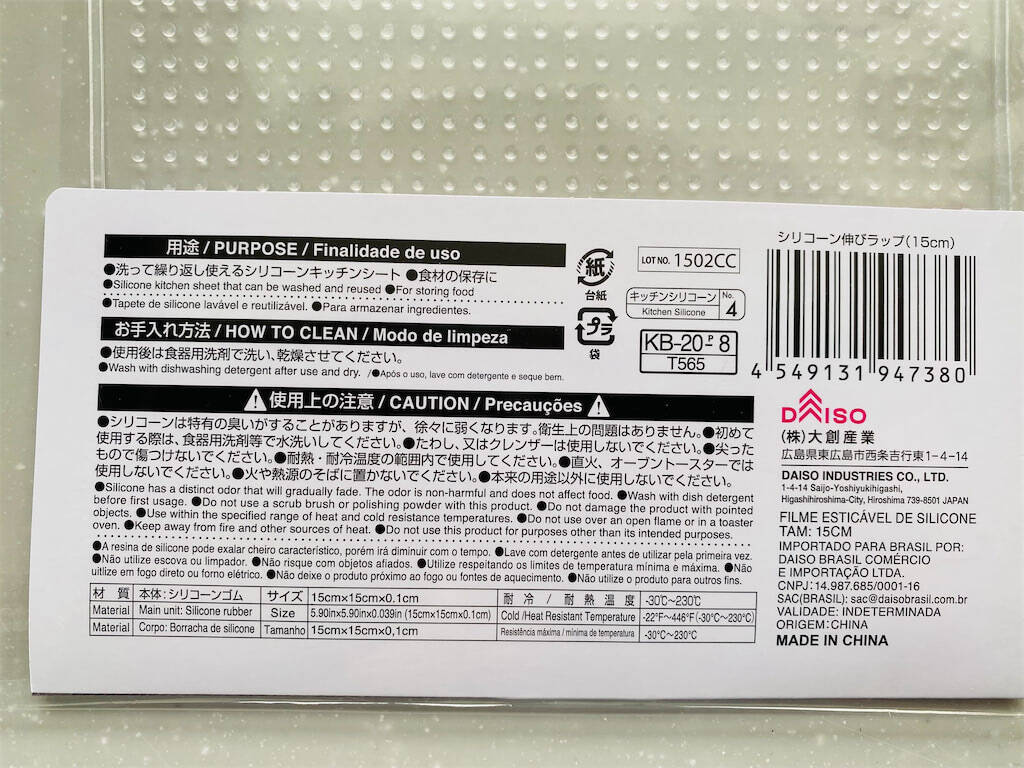 用途 / PURPOSE / Finalidade de uso
●洗って繰り返し使えるシリコーンキッチンシート ●食材の保存に
●Silicone kitchen sheet that can be washed and reused ●For storing food
●Tapete de silicone lavável e reutilizável. ●Para armazenar ingredientes.
お手入れ方法 / HOW TO CLEAN / Modo de limpeza
●使用後は食器用洗剤で洗い、乾燥させてください。
●Wash with dishwashing detergent after use and dry. /●Após o uso, lave com detergente e seque bem.
紙
台紙
プラ
袋
LOT NO. 1502CC
キッチンシリコーン No.
Kitchen Silicone 4
KB-20-P-8
T565
シリコーン伸びラップ(15cm)
4 549131 947380
使用上の注意 / CAUTION / Precauções
●シリコーンは特有の臭いがすることがありますが、徐々に弱くなります。衛生上の問題はありません。●初めて
使用する際は、食器用洗剤等で水洗いしてください。●たわし、又はクレンザーは使用しないでください。●尖った
もので傷つけないでください。●耐熱・耐冷温度の範囲内で使用してください。●直火、オーブントースターでは
使用しないでください。●火や熱源のそばに置かないでください。●本来の用途以外に使用しないでください。
●Silicone has a distinct odor that will gradually fade. The odor is non-harmful and does not affect food. ●Wash with dish detergent
before first usage. ●Do not use a scrub brush or polishing powder with this product. ●Do not damage the product with pointed
objects. ●Use within the specified range of heat and cold resistance temperatures. ●Do not use over an open flame or in a toaster
oven. ●Keep away from fire and other sources of heat. ●Do not use this product for purposes other than its intended purposes.
●A resina de silicone pode exalar cheiro característico, porém irá diminuir com o tempo. ●Lave com detergente antes de utilizar pela primeira vez.
●Não utilize escova ou limpador. ●Não risque com objetos afiados. ●Utilize respeitando os limites de temperatura mínima e máxima. ●Não
uitlize em fogo direto ou forno elétrico. ●Não deixe o produto próximo ao fogo ou fontes de aquecimento. ●Não utilize o produto para outros fins.
材質 本体:シリコーンゴム サイズ 15cm×15cm×0.1cm 耐冷/耐熱温度 -30℃~230℃
Material Main unit: Silicone rubber Size 5.90in×5.90in×0.039in (15cm×15cm×0.1cm) Cold /Heat Resistant Temperature -22°F~446°F(-30°C~230°C)
Material Corpo: Borracha de silicone Tamanho 15cm×15cm×0,1cm Resistência máxima / mínima de temperatura -30°C~230°C
DAISO
(株)大創産業
広島県東広島市西条吉行東1-4-14
DAISO INDUSTRIES CO., LTD.
1-4-14 Saijo-Yoshiyukihigashi,
Higashihiroshima-City, Hiroshima 739-8501 JAPAN
FILME ESTICÁVEL DE SILICONE
TAM: 15CM
IMPORTADO PARA BRASIL POR:
DAISO BRASIL COMÉRCIO
E IMPORTAÇÃO LTDA.
CNPJ:14.987.685/0001-16
SAC(BRASIL): sac@daisobrasil.com.br
VALIDADE: INDETERMINADA
ORIGEM:CHINA
MADE IN CHINA